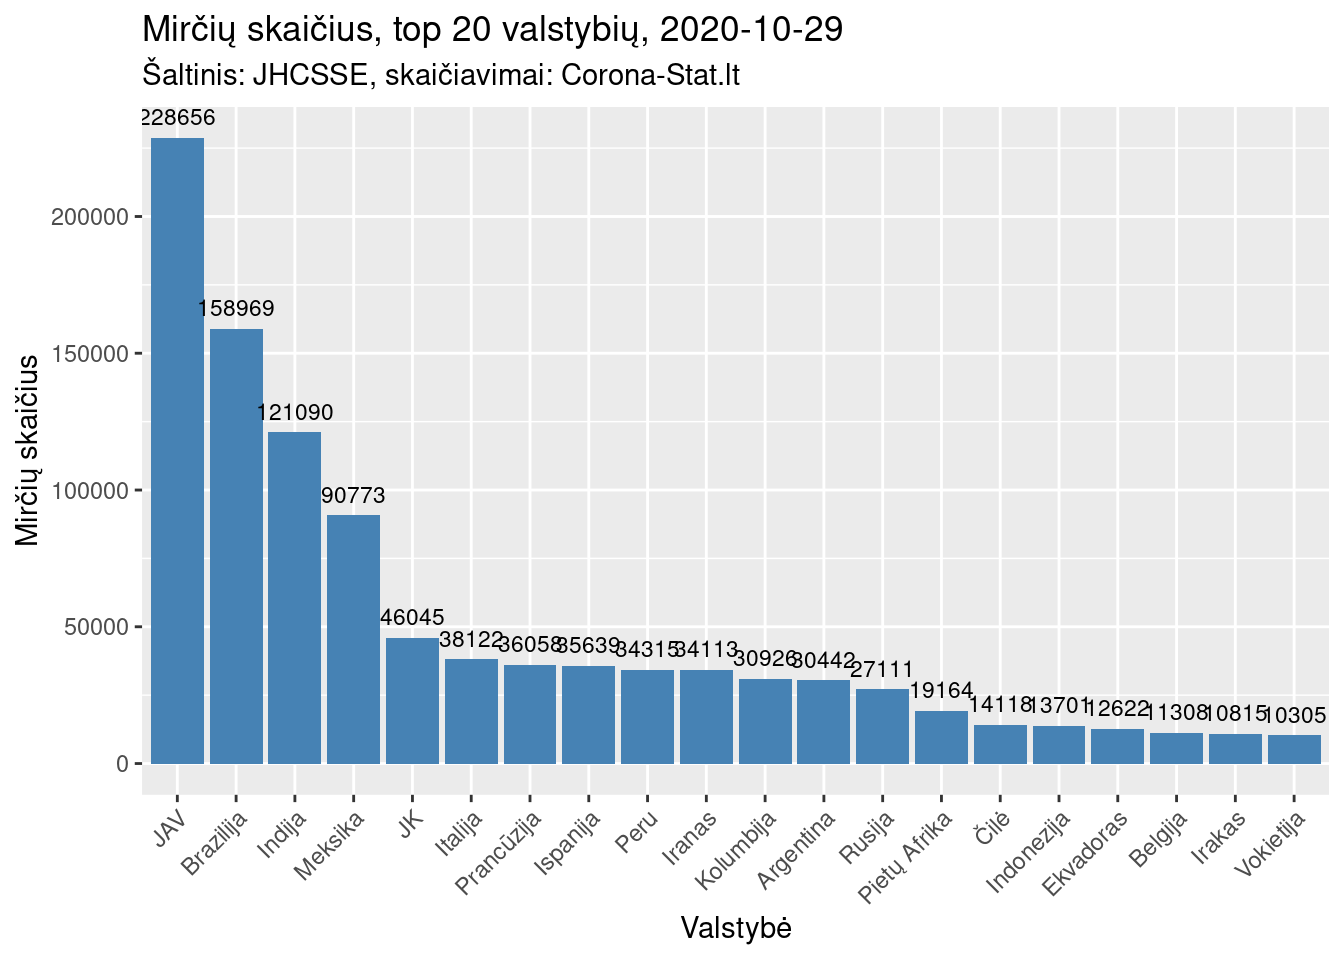 Mirčių skaičius, top 20 valstybių, 2020-10-29
Šaltinis: JHCSSE, skaičiavimai: Corona-Stat.lt
Mirčių skaičius
200000
150000
100000
50000
0
228656
158969
121090
90773
46045
38122
36058
35639
34315
34113
30926
30442
27111
19164
14118
13701
12622
11308
10815
10305
JAV
Brazilija
Indija
Meksika
JK
Italija
Prancūzija
Ispanija
Peru
Iranas
Kolumbija
Argentina
Rusija
Pietų Afrika
Čilė
Indonezija
Ekvadoras
Belgija
Irakas
Vokietija
Valstybė